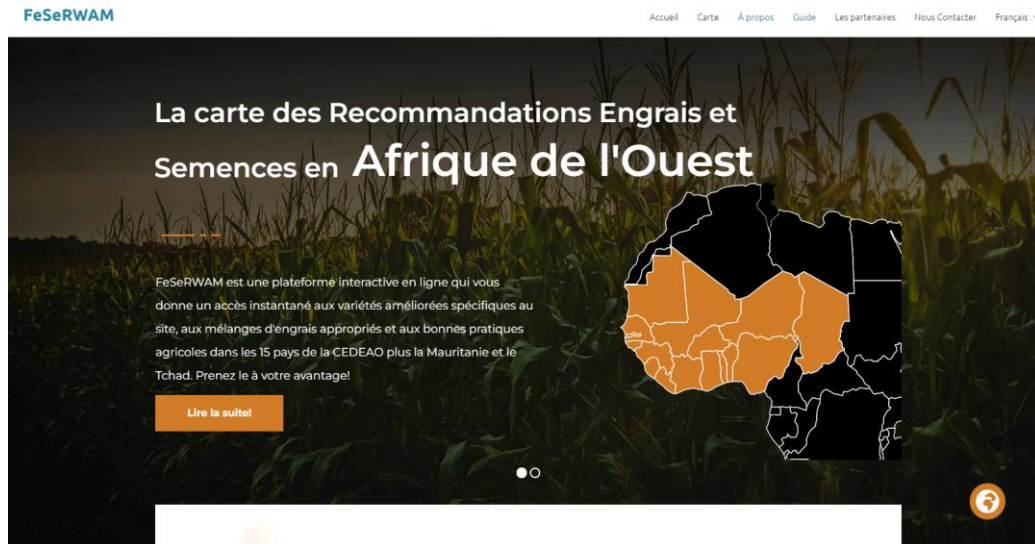 FeSeRWAM
Accueil Carte À propos Guide Les partenaires Nous Contacter Français
La carte des Recommandations Engrais et
Semences en Afrique de l'Ouest
FeSeRWAM est une plateforme interactive en ligne qui vous
donne un accès instantané aux variétés améliorées spécifiques au
site, aux mélanges d'engrais appropriés et aux bonnes pratiques
agricoles dans les 15 pays de la CEDEAO plus la Mauritanie et le
Tchad. Prenez le à votre avantage!
Lire la suite!